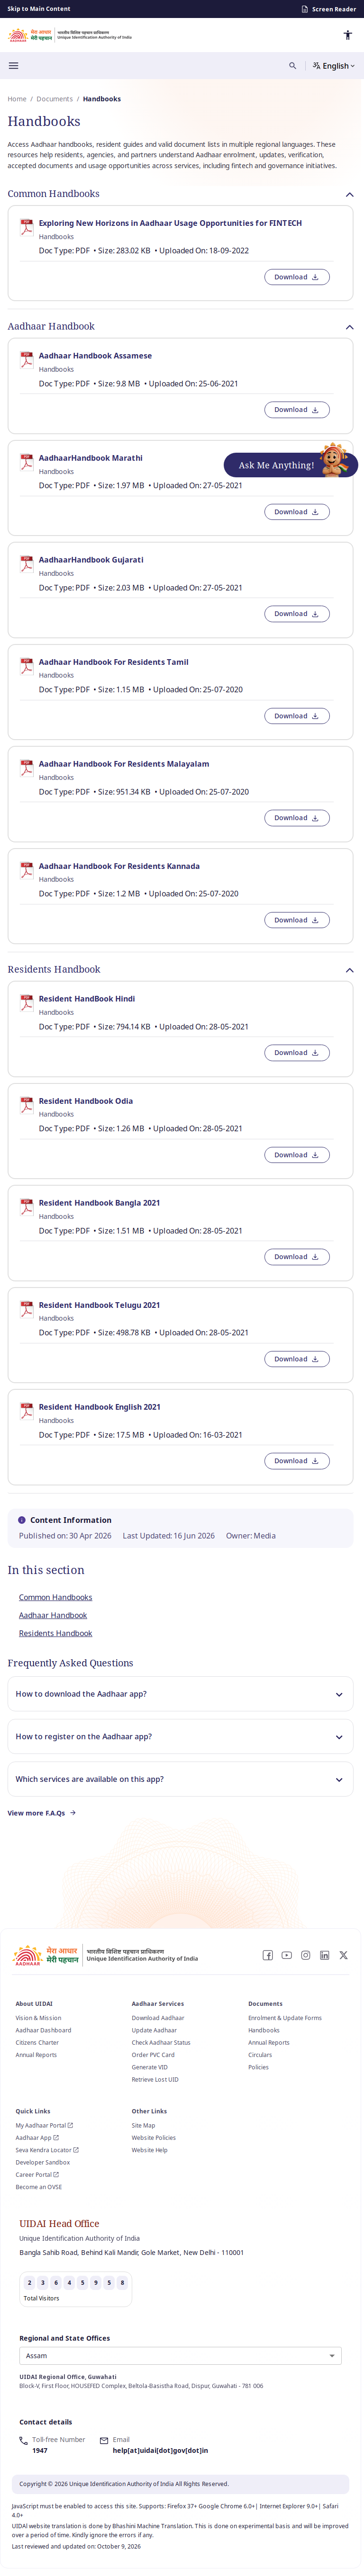 Skip to Main Content
Screen Reader
मेरा आधार
मेरी पहचान
AADHAAR
भारतीय विशिष्ट पहचान प्राधिकरण
Unique Identification Authority of India
English
Home / Documents / Handbooks
Handbooks
Access Aadhaar handbooks, resident guides and valid document lists in multiple regional languages. These
resources help residents, agencies, and partners understand Aadhaar enrolment, updates, verification,
accepted documents and usage opportunities across services, including fintech and governance initiatives.
Common Handbooks
Exploring New Horizons in Aadhaar Usage Opportunities for FINTECH
Handbooks
Doc Type: PDF • Size: 283.02 KB • Uploaded On: 18-09-2022
Download
Aadhaar Handbook
Aadhaar Handbook Assamese
Handbooks
Doc Type: PDF • Size: 9.8 MB • Uploaded On: 25-06-2021
Download
AadhaarHandbook Marathi
Ask Me Anything!
Handbooks
Doc Type: PDF • Size: 1.97 MB • Uploaded On: 27-05-2021
Download
AadhaarHandbook Gujarati
Handbooks
Doc Type: PDF • Size: 2.03 MB • Uploaded On: 27-05-2021
Download
Aadhaar Handbook For Residents Tamil
Handbooks
Doc Type: PDF • Size: 1.15 MB • Uploaded On: 25-07-2020
Download
Aadhaar Handbook For Residents Malayalam
Handbooks
Doc Type: PDF • Size: 951.34 KB • Uploaded On: 25-07-2020
Download
Aadhaar Handbook For Residents Kannada
Handbooks
Doc Type: PDF • Size: 1.2 MB • Uploaded On: 25-07-2020
Download
Residents Handbook
Resident HandBook Hindi
Handbooks
Doc Type: PDF • Size: 794.14 KB • Uploaded On: 28-05-2021
Download
Resident Handbook Odia
Handbooks
Doc Type: PDF • Size: 1.26 MB • Uploaded On: 28-05-2021
Download
Resident Handbook Bangla 2021
Handbooks
Doc Type: PDF • Size: 1.51 MB • Uploaded On: 28-05-2021
Download
Resident Handbook Telugu 2021
Handbooks
Doc Type: PDF • Size: 498.78 KB • Uploaded On: 28-05-2021
Download
Resident Handbook English 2021
Handbooks
Doc Type: PDF • Size: 17.5 MB • Uploaded On: 16-03-2021
Download
Content Information
Published on: 30 Apr 2026 Last Updated: 16 Jun 2026 Owner: Media
In this section
Common Handbooks
Aadhaar Handbook
Residents Handbook
Frequently Asked Questions
How to download the Aadhaar app?
How to register on the Aadhaar app?
Which services are available on this app?
View more F.A.Qs
मेरा आधार
मेरी पहचान
AADHAAR
भारतीय विशिष्ट पहचान प्राधिकरण
Unique Identification Authority of India
About UIDAI
Vision & Mission
Aadhaar Dashboard
Citizens Charter
Annual Reports
Aadhaar Services
Download Aadhaar
Update Aadhaar
Check Aadhaar Status
Order PVC Card
Generate VID
Retrieve Lost UID
Documents
Enrolment & Update Forms
Handbooks
Annual Reports
Circulars
Policies
Quick Links
My Aadhaar Portal
Aadhaar App
Seva Kendra Locator
Developer Sandbox
Career Portal
Become an OVSE
Other Links
Site Map
Website Policies
Website Help
UIDAI Head Office
Unique Identification Authority of India
Bangla Sahib Road, Behind Kali Mandir, Gole Market, New Delhi - 110001
2 3 6 4 5 9 5 8
Total Visitors
Regional and State Offices
Assam
UIDAI Regional Office, Guwahati
Block-V, First Floor, HOUSEFED Complex, Beltola-Basistha Road, Dispur, Guwahati - 781 006
Contact details
Toll-free Number
1947
Email
help[at]uidai[dot]gov[dot]in
Copyright © 2026 Unique Identification Authority of India All Rights Reserved.
JavaScript must be enabled to access this site. Supports: Firefox 37+ Google Chrome 6.0+| Internet Explorer 9.0+| Safari
4.0+
UIDAI website translation is done by Bhashini Machine Translation. This is done on experimental basis and will be improved
over a period of time. Kindly ignore the errors if any.
Last reviewed and updated on: October 9, 2026